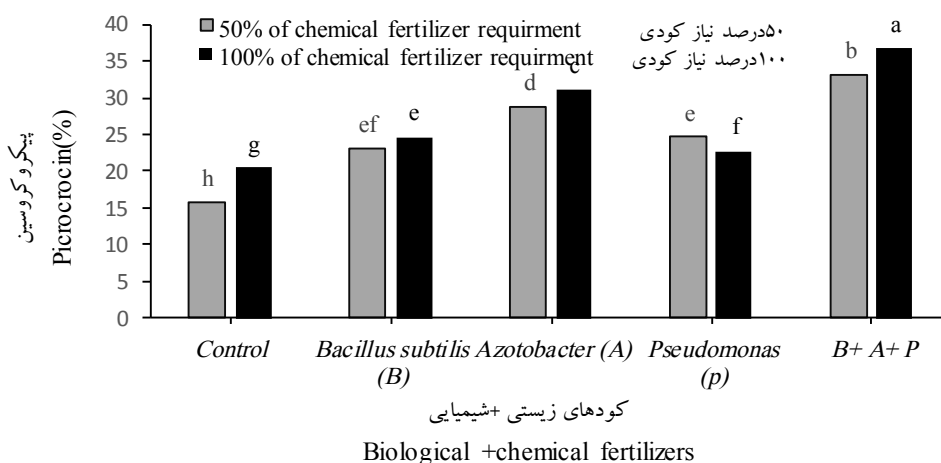 50% of chemical fertilizer requirment ۵۰درصد نیاز کودی
100% of chemical fertilizer requirment ۱۰۰درصد نیاز کودی
پیکروکروسین
Picrocrocin(%)
40
35
30
25
20
15
10
5
0
h
g
ef
e
d
c
e
f
b
a
Control
Bacillus subtilis (B)
Azotobacter (A)
Pseudomonas (p)
B+ A+ P
کودهای زیستی +شیمیایی
Biological +chemical fertilizers